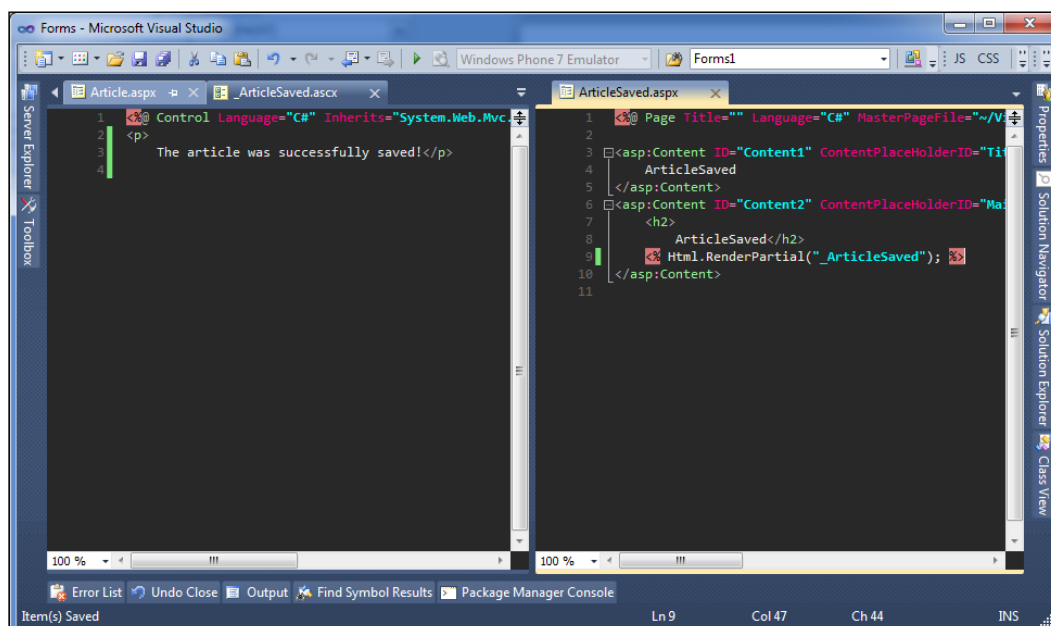 Forms - Microsoft Visual Studio
Windows Phone 7 Emulator Forms1 JS CSS
Server Explorer
Toolbox
Article.aspx _ArticleSaved.ascx
1 <%@ Control Language="C#" Inherits="System.Web.Mvc.
2 <p>
3 The article was successfully saved!</p>
4
100 %
ArticleSaved.aspx
1 <%@ Page Title="" Language="C#" MasterPageFile="~/Vi
2
3 <asp:Content ID="Content1" ContentPlaceHolderID="Tit
4 ArticleSaved
5 </asp:Content>
6 <asp:Content ID="Content2" ContentPlaceHolderID="Mai
7 <h2>
8 ArticleSaved</h2>
9 <% Html.RenderPartial("_ArticleSaved"); %>
10 </asp:Content>
11
100 %
Properties
Solution Navigator
Solution Explorer
Class View
Error List Undo Close Output Find Symbol Results Package Manager Console
Item(s) Saved Ln 9 Col 47 Ch 44 INS